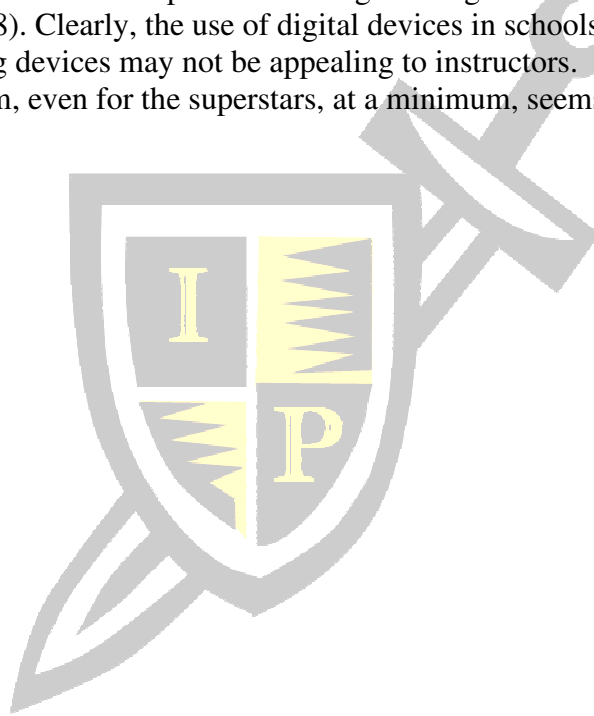 8). Clearly, the use of digital devices in schools
g devices may not be appealing to instructors.
, even for the superstars, at a minimum, seems
I
P